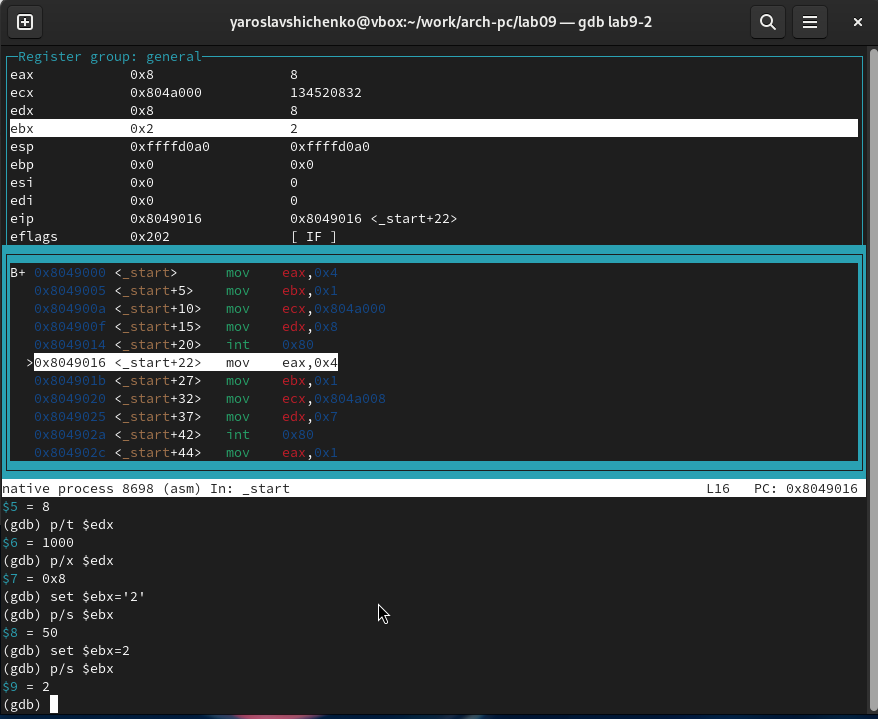 yaroslavshichenko@vbox:~/work/arch-pc/lab09 — gdb lab9-2
Register group: general
eax 0x8 8
ecx 0x804a000 134520832
edx 0x8 8
ebx 0x2 2
esp 0xffffd0a0 0xffffd0a0
ebp 0x0 0x0
esi 0x0 0
edi 0x0 0
eip 0x8049016 0x8049016 <_start+22>
eflags 0x202 [ IF ]
B+ 0x8049000 <_start> mov eax,0x4
0x8049005 <_start+5> mov ebx,0x1
0x804900a <_start+10> mov ecx,0x804a000
0x804900f <_start+15> mov edx,0x8
0x8049014 <_start+20> int 0x80
>0x8049016 <_start+22> mov eax,0x4
0x804901b <_start+27> mov ebx,0x1
0x8049020 <_start+32> mov ecx,0x804a008
0x8049025 <_start+37> mov edx,0x7
0x804902a <_start+42> int 0x80
0x804902c <_start+44> mov eax,0x1
native process 8698 (asm) In: _start L16 PC: 0x8049016
$5 = 8
(gdb) p/t $edx
$6 = 1000
(gdb) p/x $edx
$7 = 0x8
(gdb) set $ebx='2'
(gdb) p/s $ebx
$8 = 50
(gdb) set $ebx=2
(gdb) p/s $ebx
$9 = 2
(gdb)